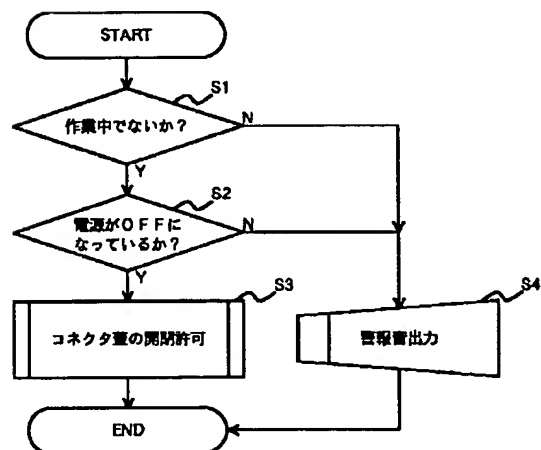 START
S1
作業中でないか？
N
Y
S2
電源がＯＦＦに
なっているか？
N
Y
S3
コネクタ蓋の開閉許可
S4
警報音出力
END